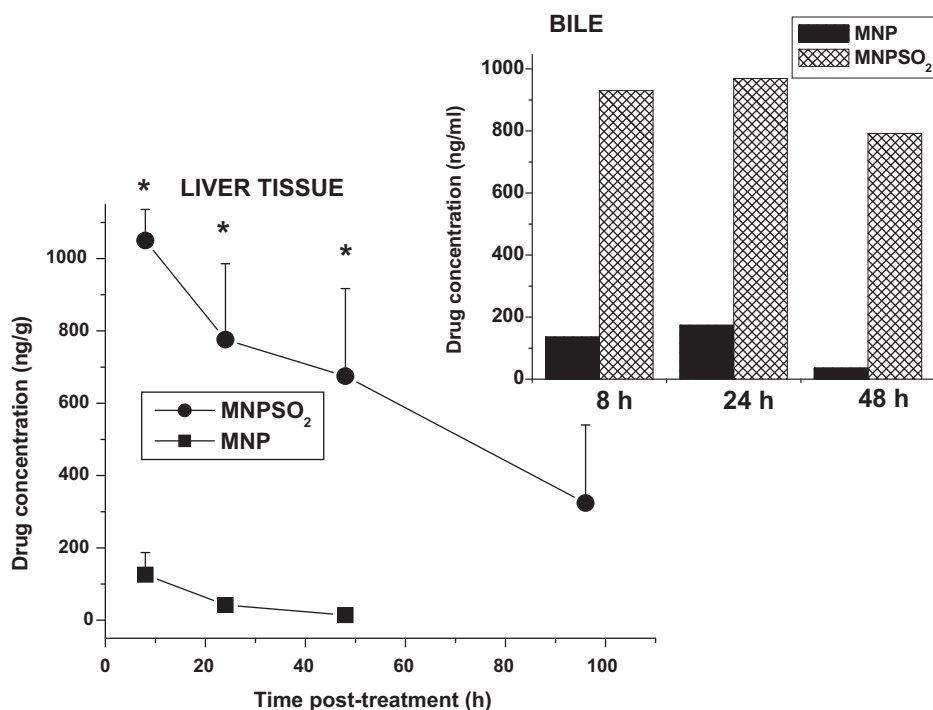 BILE
MNP
MNPSO₂
1000
800
600
400
200
0
Drug concentration (ng/ml)
8 h
24 h
48 h
LIVER TISSUE
*
*
*
1000
800
600
400
200
0
Drug concentration (ng/g)
MNPSO₂
MNP
0
20
40
60
80
100
Time post-treatment (h)